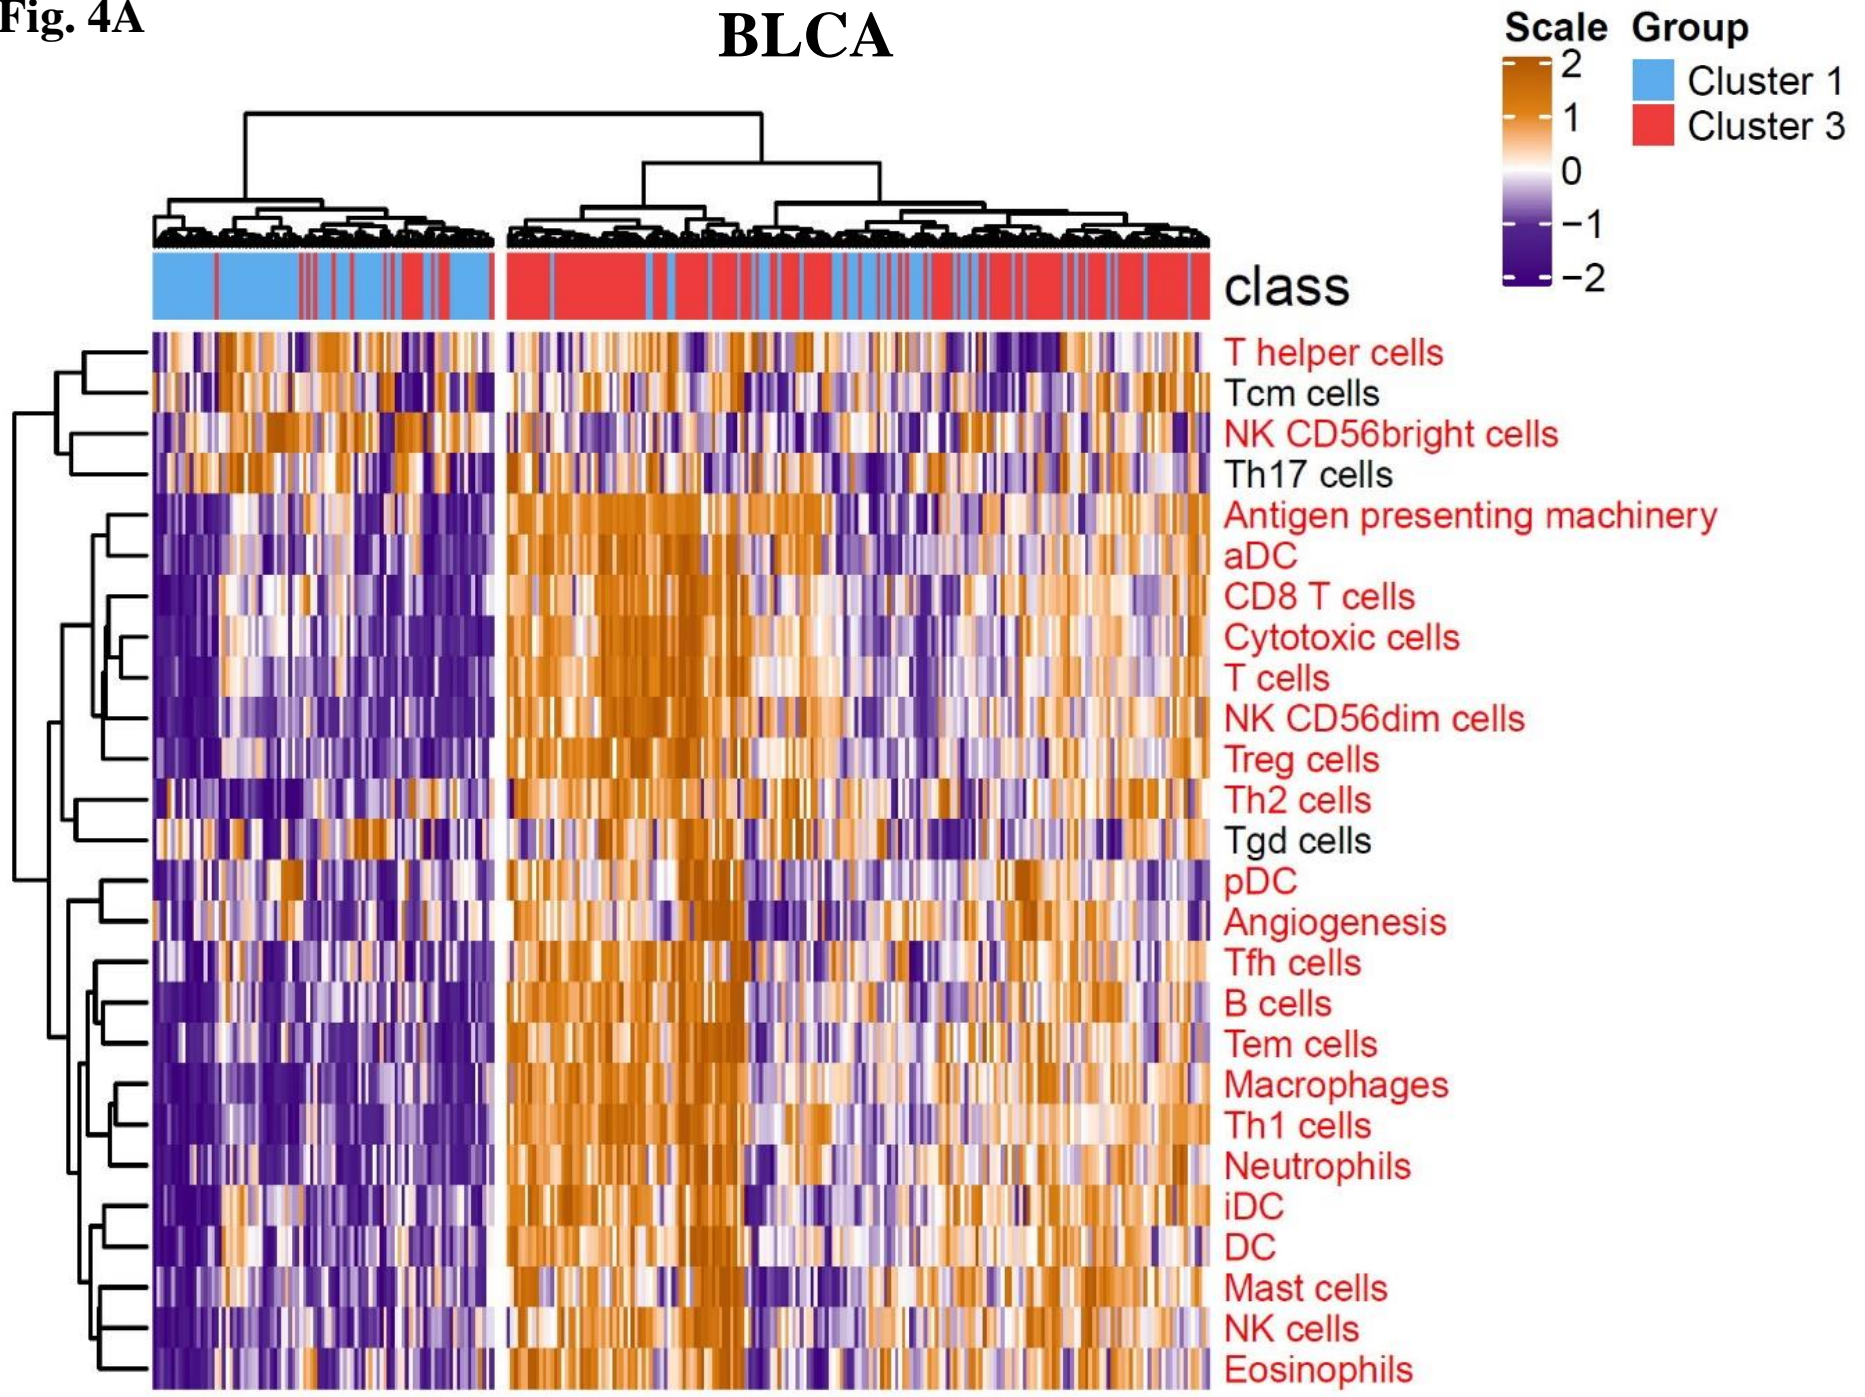 Fig. 4A
BLCA
Scale
2
1
0
−1
−2
Group
Cluster 1
Cluster 3
class
T helper cells
Tcm cells
NK CD56bright cells
Th17 cells
Antigen presenting machinery
aDC
CD8 T cells
Cytotoxic cells
T cells
NK CD56dim cells
Treg cells
Th2 cells
Tgd cells
pDC
Angiogenesis
Tfh cells
B cells
Tem cells
Macrophages
Th1 cells
Neutrophils
iDC
DC
Mast cells
NK cells
Eosinophils